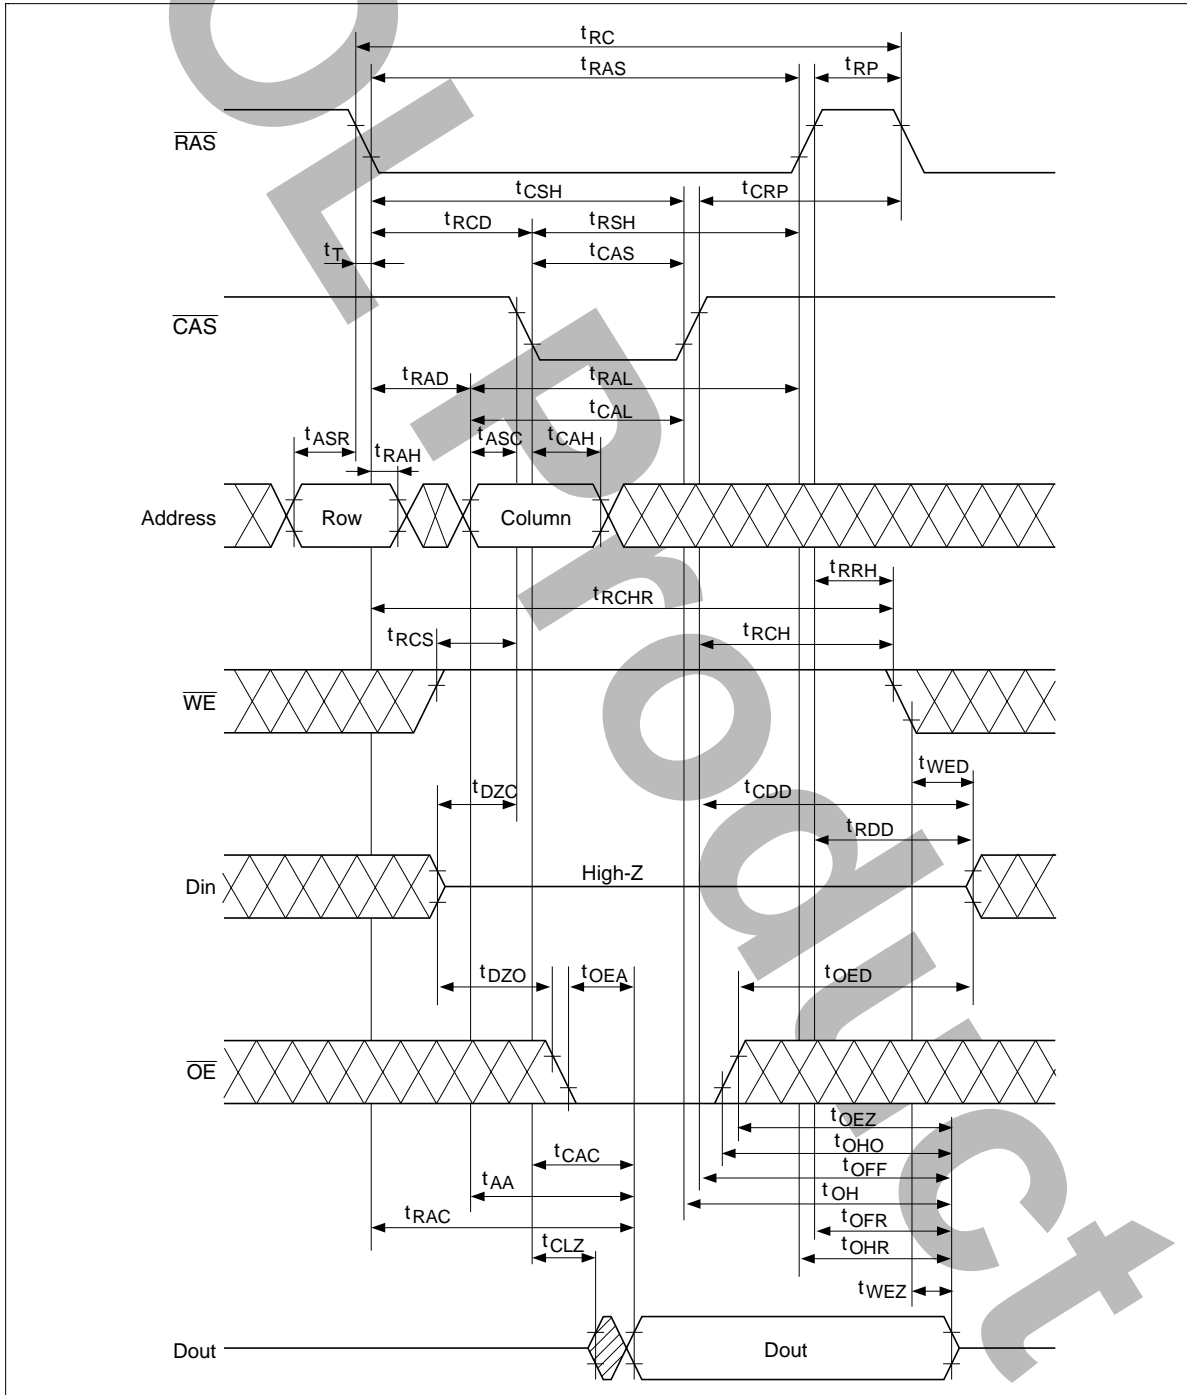 tRC
tRAS
tRP
RAS
tCSH
tCRP
tRCD
tRSH
tT
tCAS
CAS
tRAD
tRAL
tCAL
tASR
tASC
tCAH
tRAH
Address
Row
Column
tRRH
tRCHR
tRCS
tRCH
WE
tWED
tDZC
tCDD
tRDD
Din
High-Z
tDZO
tOEA
tOED
OE
tOEZ
tOHO
tCAC
tOFF
tAA
tOH
tRAC
tOFR
tCLZ
tOHR
tWEZ
Dout
Dout
OL Product